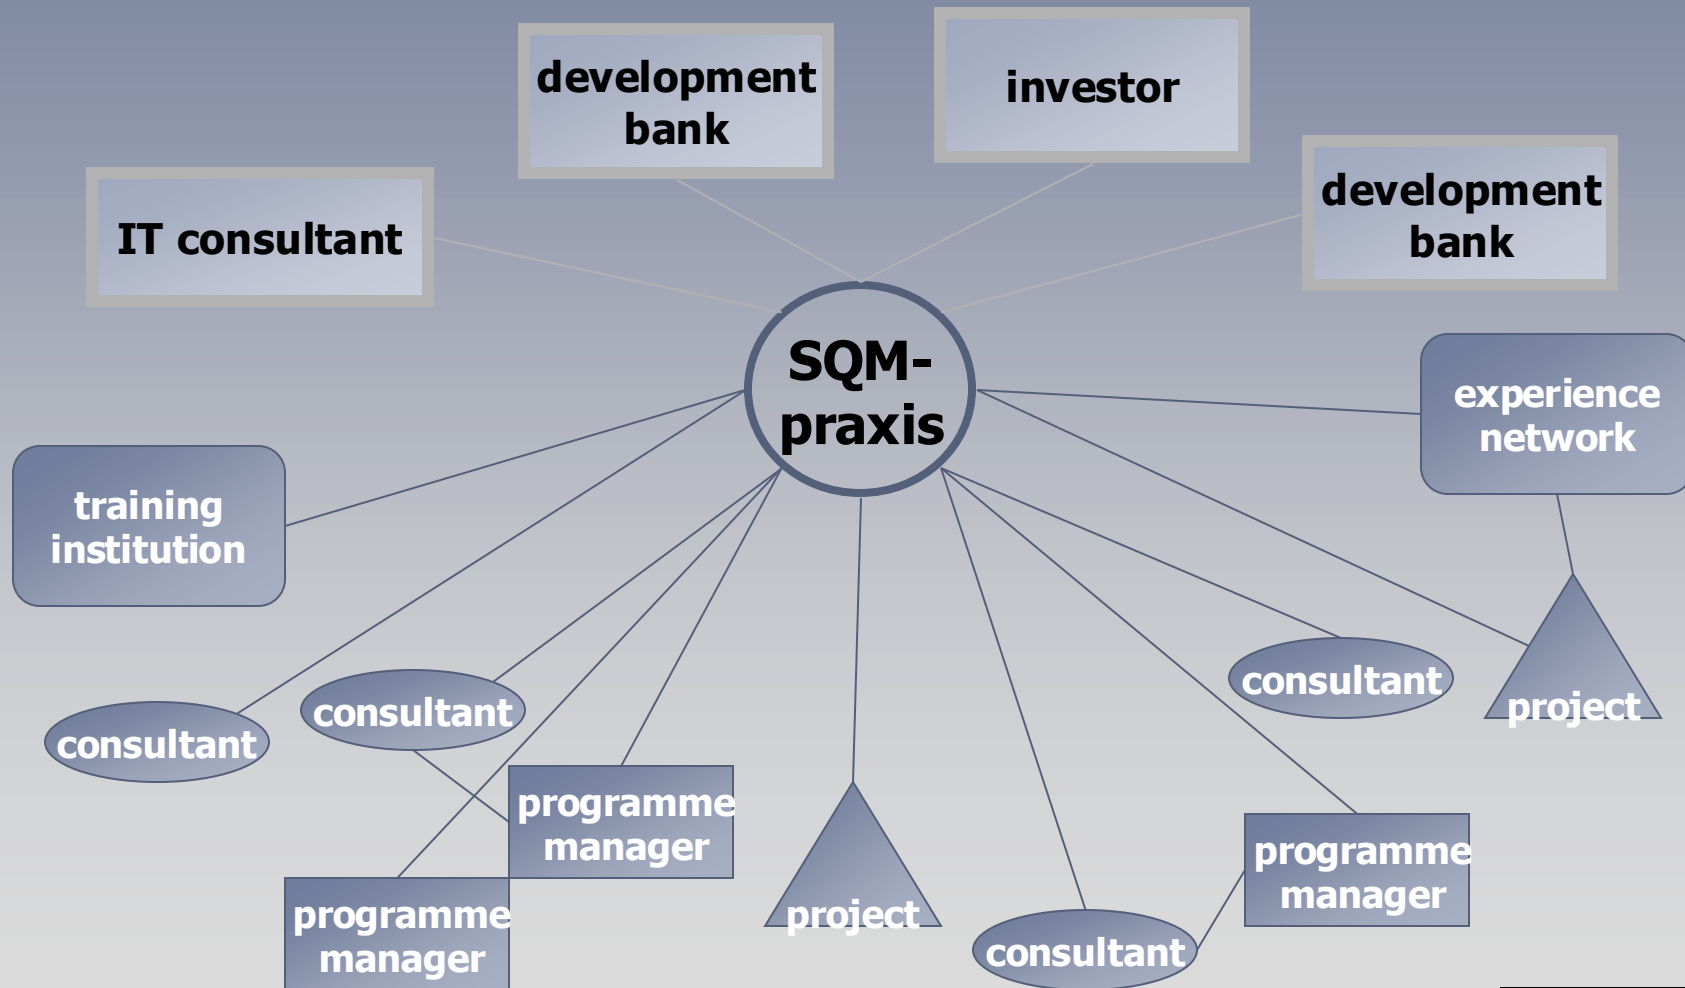 development
bank
investor
development
bank
IT consultant
SQM-
praxis
experience
network
training
institution
consultant
project
consultant
consultant
programme
manager
programme
manager
project
programme
manager
consultant